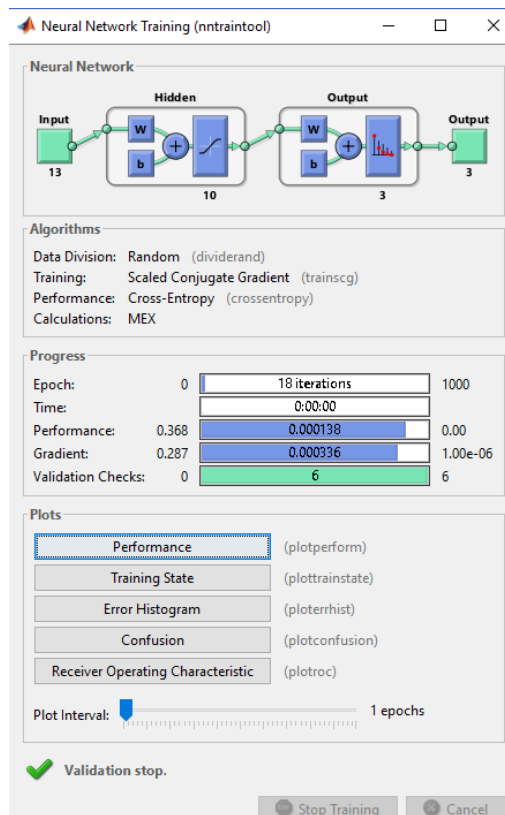 Neural Network Training (nntraintool)
Neural Network
Hidden
Output
Input
Output
W
W
b
b
13
10
3
3
Algorithms
Data Division: Random (dividerand)
Training: Scaled Conjugate Gradient (trainscg)
Performance: Cross-Entropy (crossentropy)
Calculations: MEX
Progress
Epoch: 0 18 iterations 1000
Time: 0:00:00
Performance: 0.368 0.000138 0.00
Gradient: 0.287 0.000336 1.00e-06
Validation Checks: 0 6 6
Plots
Performance (plotperform)
Training State (plottrainstate)
Error Histogram (ploterrhist)
Confusion (plotconfusion)
Receiver Operating Characteristic (plotroc)
Plot Interval: 1 epochs
Validation stop.
Stop Training Cancel